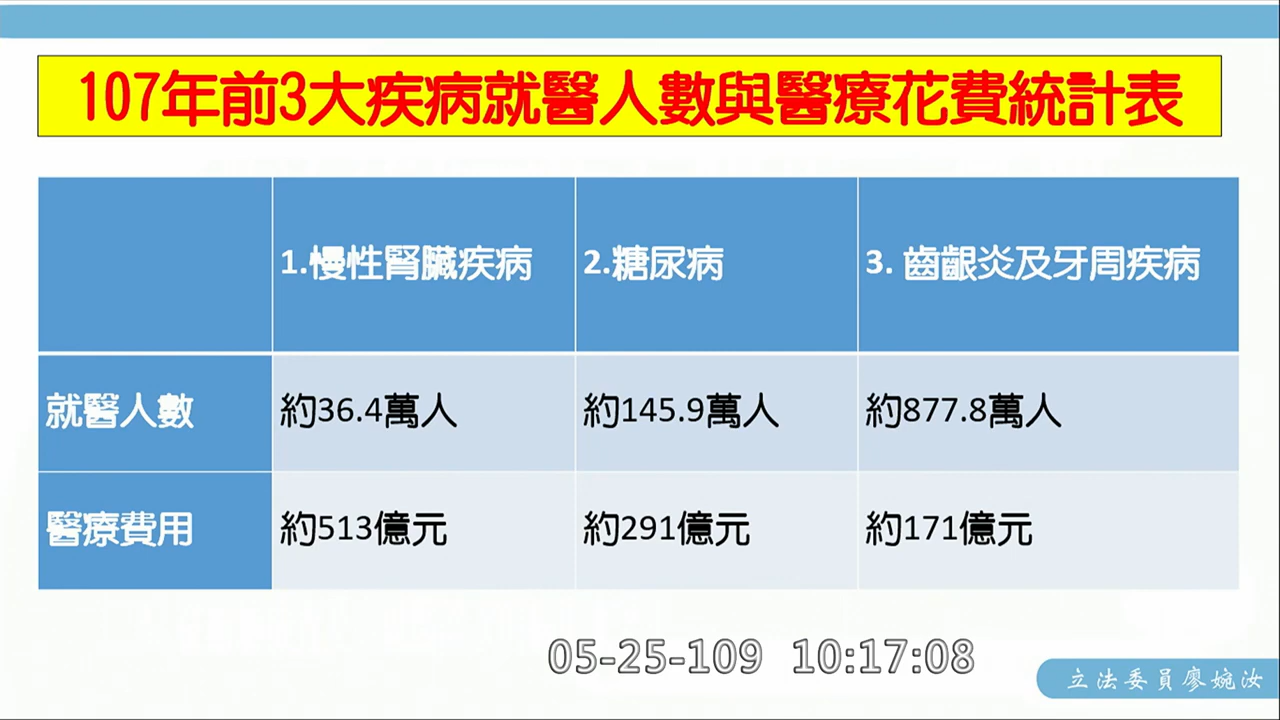 107年前3大疾病就醫人數與醫療花費統計表
1.慢性腎臟疾病 2.糖尿病 3. 齒齦炎及牙周疾病
就醫人數 約36.4萬人 約145.9萬人 約877.8萬人
醫療費用 約513億元 約291億元 約171億元
05-25-109 10:17:08
立法委員廖婉汝